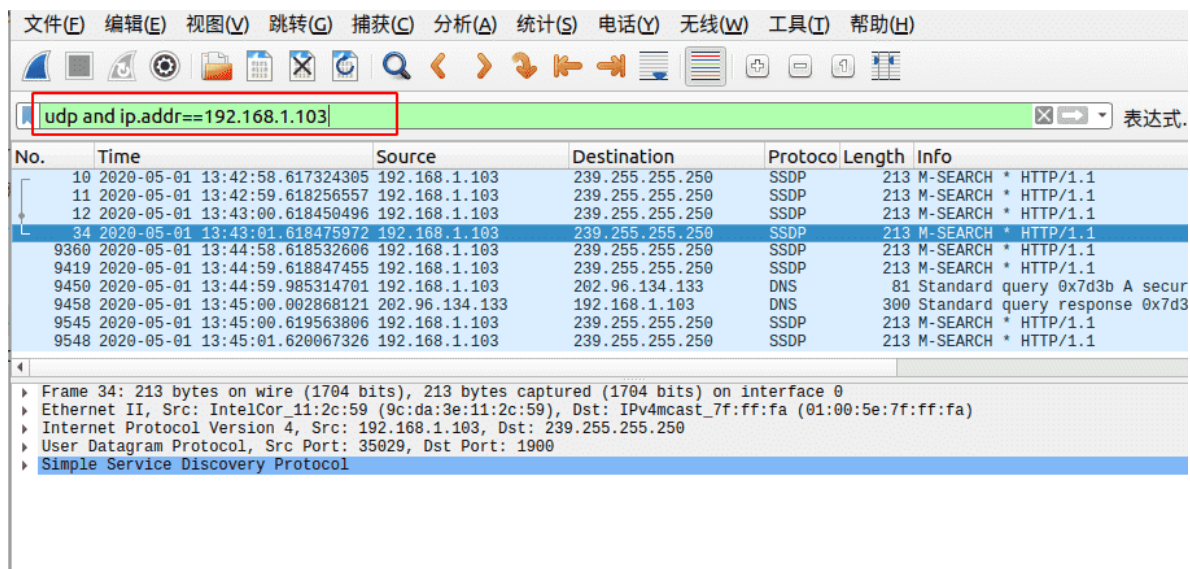 文件(F) 编辑(E) 视图(V) 跳转(G) 捕获(C) 分析(A) 统计(S) 电话(Y) 无线(W) 工具(T) 帮助(H)
udp and ip.addr==192.168.1.103 表达式.
No. Time Source Destination Protoco Length Info
10 2020-05-01 13:42:58.617324305 192.168.1.103 239.255.255.250 SSDP 213 M-SEARCH * HTTP/1.1
11 2020-05-01 13:42:59.618256557 192.168.1.103 239.255.255.250 SSDP 213 M-SEARCH * HTTP/1.1
12 2020-05-01 13:43:00.618450496 192.168.1.103 239.255.255.250 SSDP 213 M-SEARCH * HTTP/1.1
34 2020-05-01 13:43:01.618475972 192.168.1.103 239.255.255.250 SSDP 213 M-SEARCH * HTTP/1.1
9360 2020-05-01 13:44:58.618532606 192.168.1.103 239.255.255.250 SSDP 213 M-SEARCH * HTTP/1.1
9419 2020-05-01 13:44:59.618847455 192.168.1.103 239.255.255.250 SSDP 213 M-SEARCH * HTTP/1.1
9450 2020-05-01 13:44:59.985314701 192.168.1.103 202.96.134.133 DNS 81 Standard query 0x7d3b A secur
9458 2020-05-01 13:45:00.002868121 202.96.134.133 192.168.1.103 DNS 300 Standard query response 0x7d3
9545 2020-05-01 13:45:00.619563806 192.168.1.103 239.255.255.250 SSDP 213 M-SEARCH * HTTP/1.1
9548 2020-05-01 13:45:01.620067326 192.168.1.103 239.255.255.250 SSDP 213 M-SEARCH * HTTP/1.1
Frame 34: 213 bytes on wire (1704 bits), 213 bytes captured (1704 bits) on interface 0
Ethernet II, Src: IntelCor_11:2c:59 (9c:da:3e:11:2c:59), Dst: IPv4mcast_7f:ff:fa (01:00:5e:7f:ff:fa)
Internet Protocol Version 4, Src: 192.168.1.103, Dst: 239.255.255.250
User Datagram Protocol, Src Port: 35029, Dst Port: 1900
Simple Service Discovery Protocol